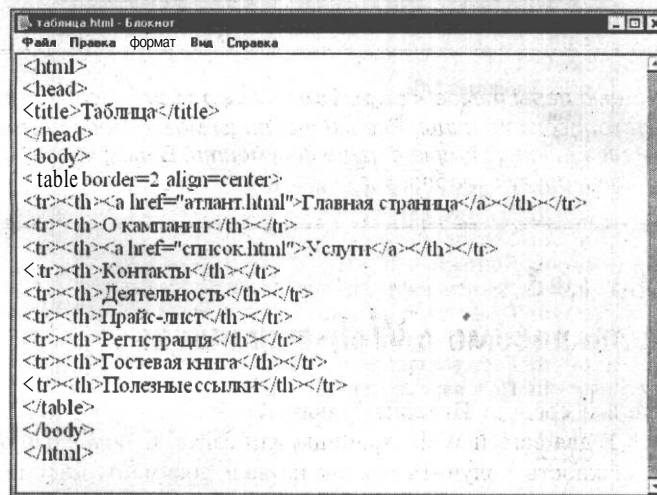 таблица.html - Блокнот
Файл Правка формат Вид Справка
<html>
<head>
<title>Таблица</title>
</head>
<body>
<table border=2 align=center>
<tr><th><a href="атлант.html">Главная страница</a></th></tr>
<tr><th>О кампании</th></tr>
<tr><th><a href="список.html">Услуги</a></th></tr>
<tr><th>Контакты</th></tr>
<tr><th>Деятельность</th></tr>
<tr><th>Прайс-лист</th></tr>
<tr><th>Регистрация</th></tr>
<tr><th>Гостевая книга</th></tr>
<tr><th>Полезные ссылки</th></tr>
</table>
</body>
</html>